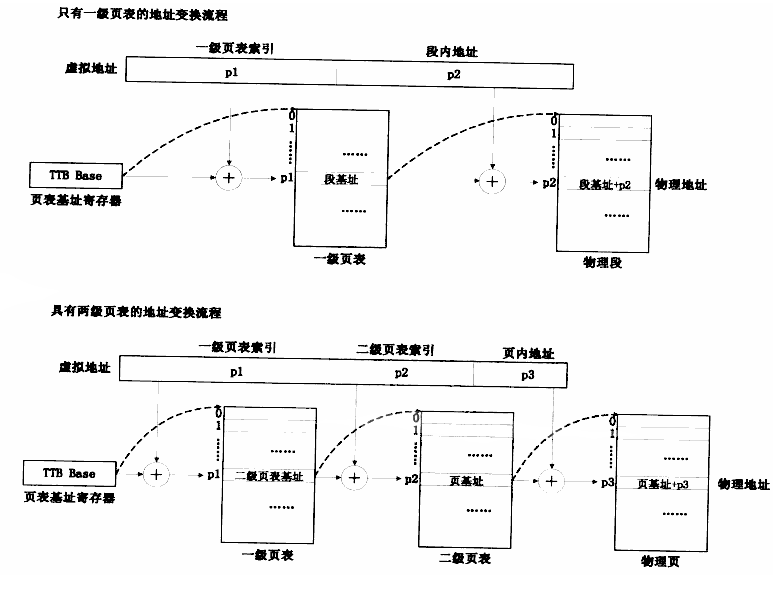 只有一级页表的地址变换流程
一级页表索引 段内地址
虚拟地址 p1 p2
0 0
1 1
......
TTB Base + p1 段基址 + p2 段基址+p2 物理地址
页表基址寄存器
......
一级页表 物理段
具有两级页表的地址变换流程
一级页表索引 二级页表索引 页内地址
虚拟地址 p1 p2 p3
0 0 0
1 1 1
......
TTB Base + p1 二级页表基址 + p2 页基址 + p3 页基址+p3 物理地址
页表基址寄存器
......
一级页表 二级页表 物理页